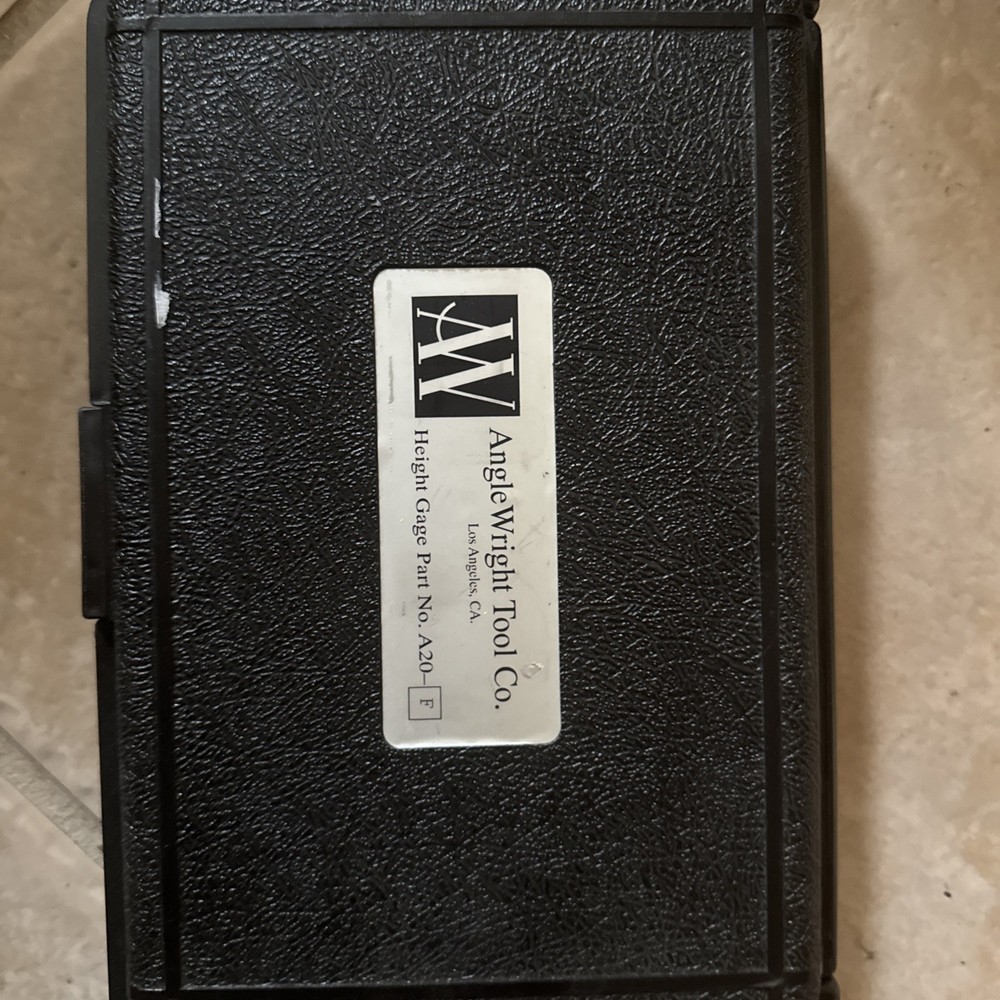 AW
AngleWright Tool Co.
Los Angeles, CA.
Height Gage Part No. A20-F